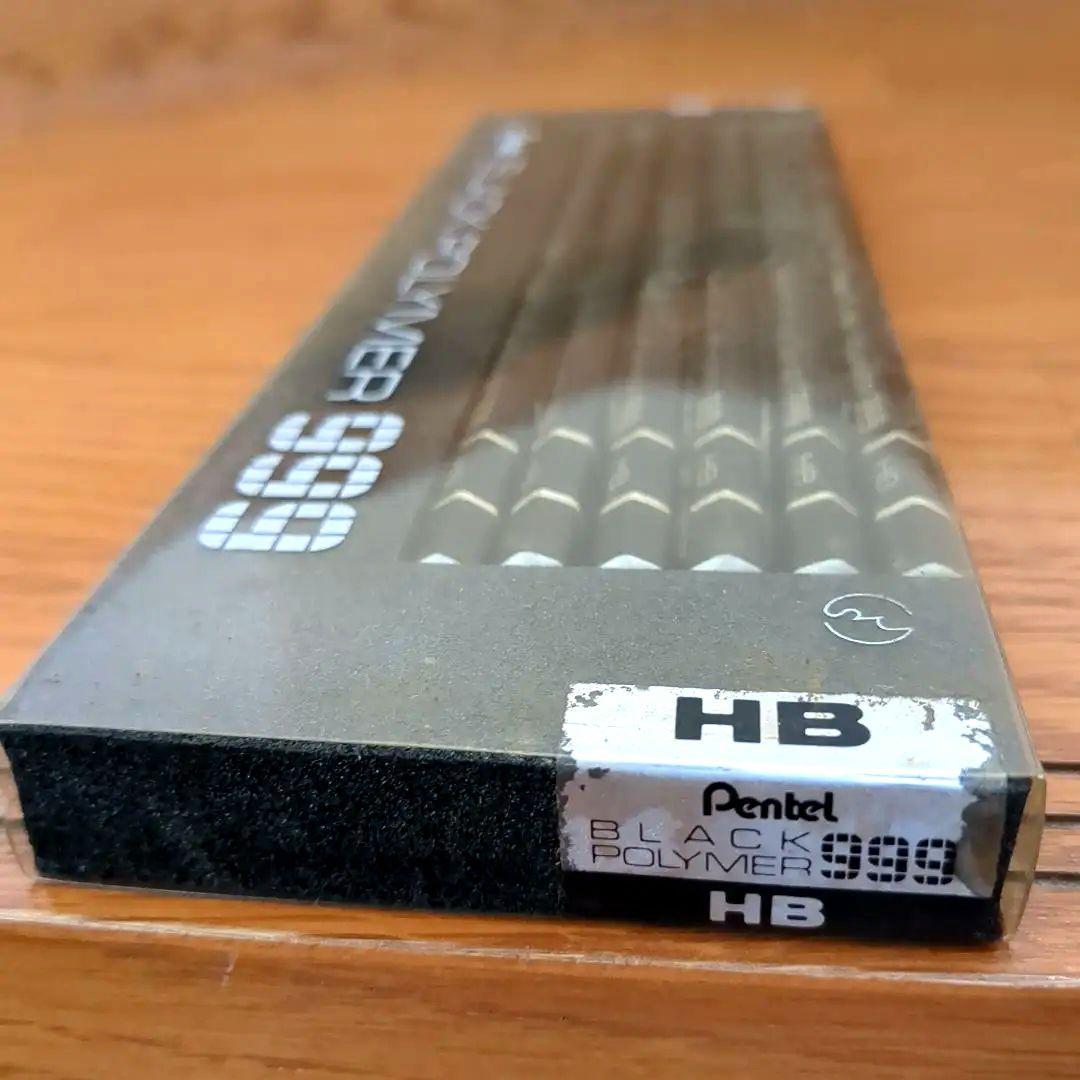 BLACK POLYMER 999
HB
Pentel
BLACK
POLYMER 999
HB